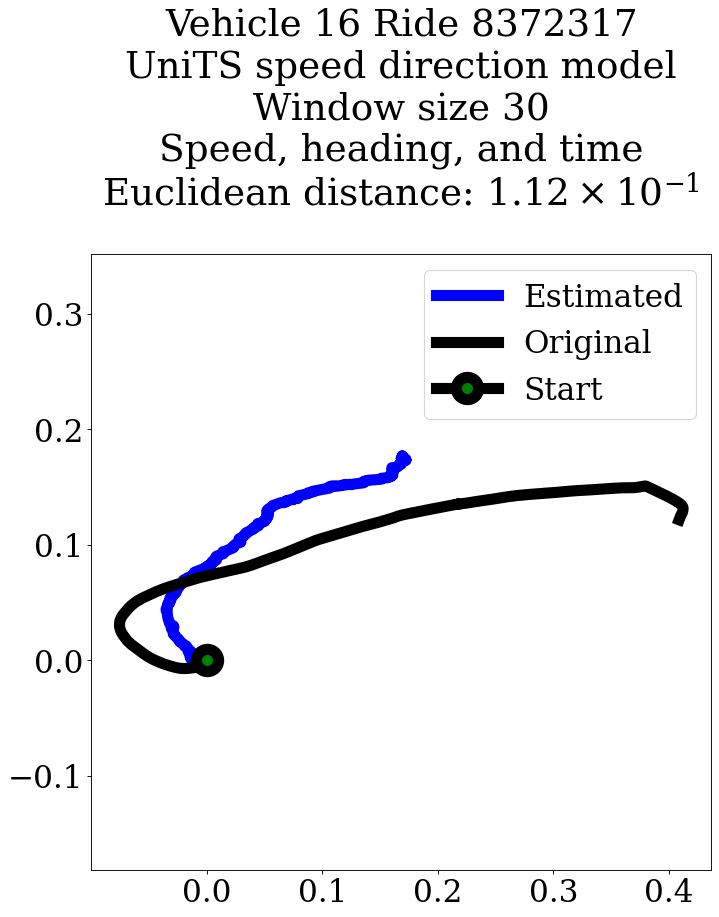 Vehicle 16 Ride 8372317
UniTS speed direction model
Window size 30
Speed, heading, and time
Euclidean distance: 1.12 × 10⁻¹
Estimated
Original
Start
0.3
0.2
0.1
0.0
−0.1
0.0 0.1 0.2 0.3 0.4